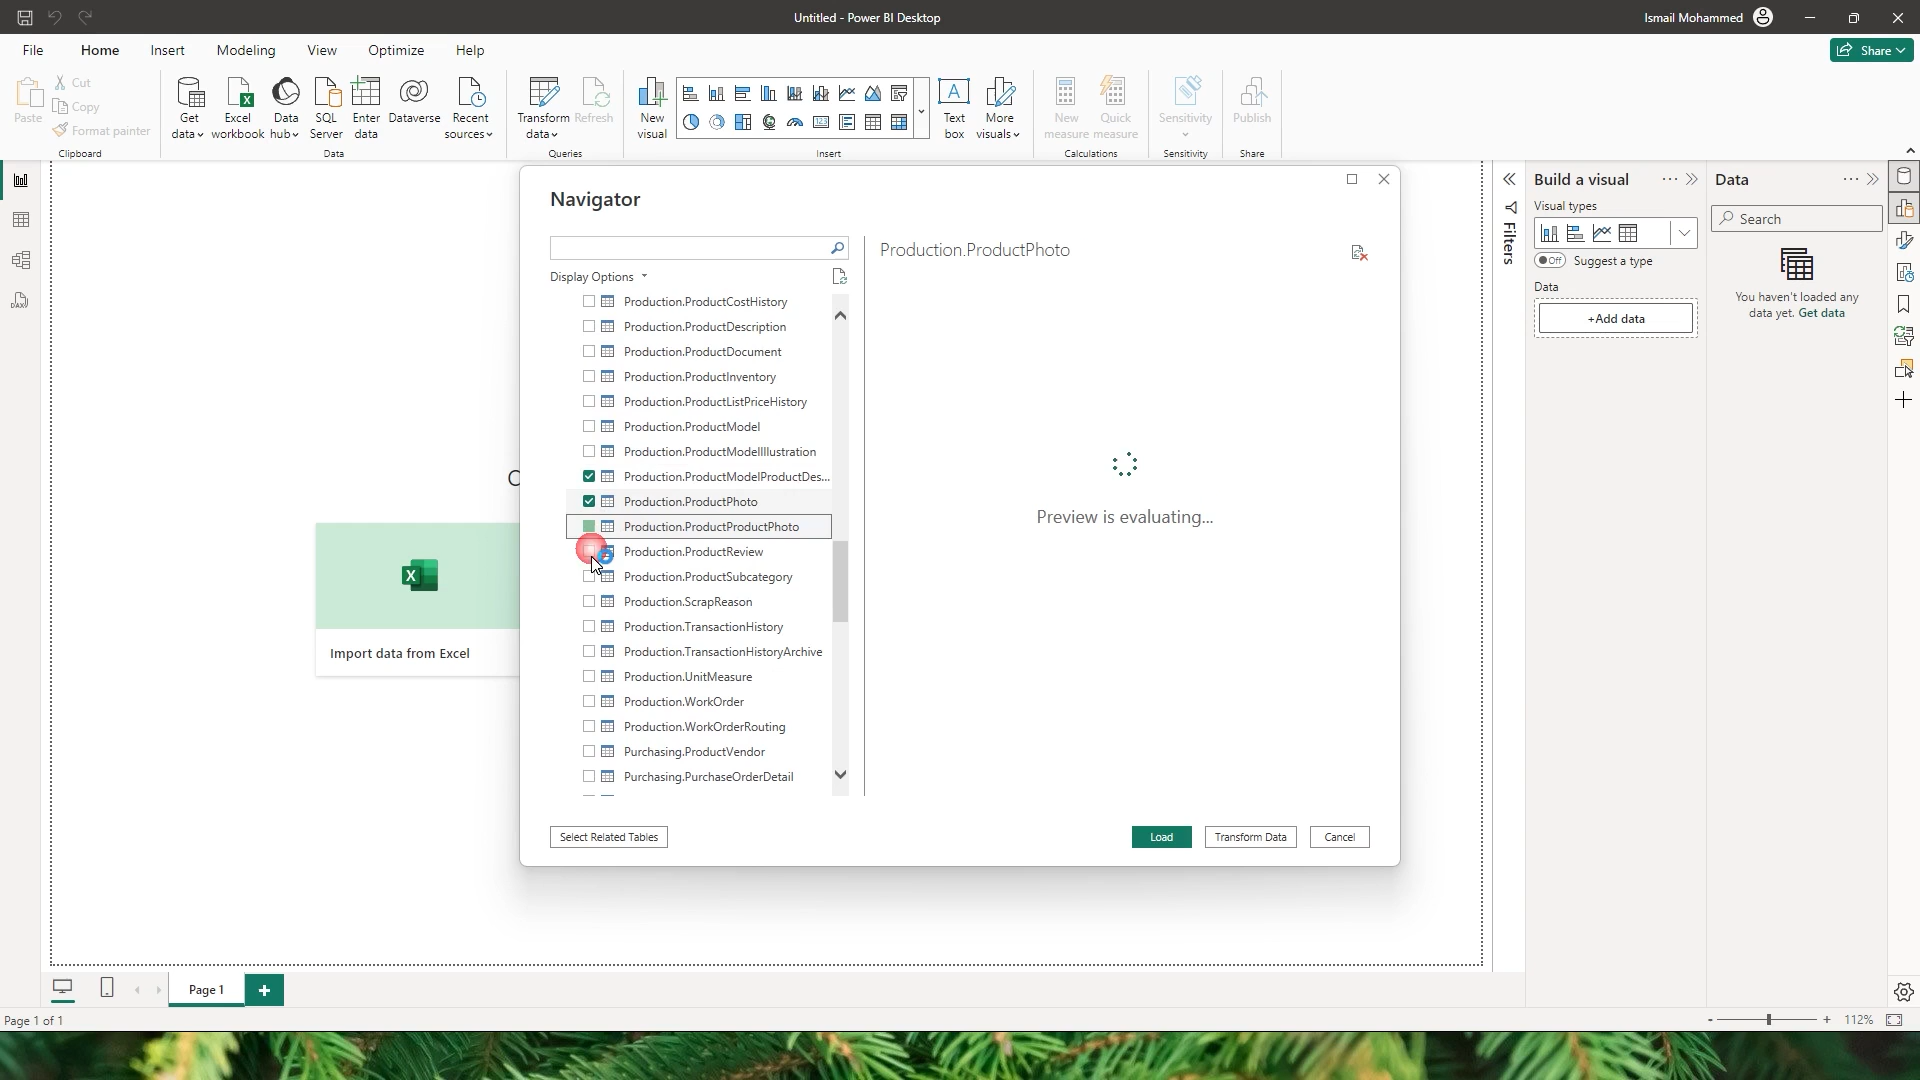 Untitled - Power BI Desktop
Ismail Mohammed
File
Home
Insert
Modeling
View
Optimize
Help
Share
Paste
Cut
Copy
Format painter
Clipboard
Get data
Excel workbook
Data hub
SQL Server
Enter data
Dataverse
Recent sources
Data
Transform data
Refresh
Queries
New visual
Text box
More visuals
Insert
New measure
Quick measure
Calculations
Sensitivity
Sensitivity
Publish
Share
Navigator
Display Options
Production.ProductCostHistory
Production.ProductDescription
Production.ProductDocument
Production.ProductInventory
Production.ProductListPriceHistory
Production.ProductModel
Production.ProductModelIllustration
Production.ProductModelProductDes...
Production.ProductPhoto
Production.ProductProductPhoto
Production.ProductReview
Production.ProductSubcategory
Production.ScrapReason
Production.TransactionHistory
Production.TransactionHistoryArchive
Production.UnitMeasure
Production.WorkOrder
Production.WorkOrderRouting
Purchasing.ProductVendor
Purchasing.PurchaseOrderDetail
Production.ProductPhoto
Preview is evaluating...
Select Related Tables
Load
Transform Data
Cancel
Import data from Excel
Filters
Build a visual
Visual types
Off
Suggest a type
Data
+Add data
Data
Search
You haven't loaded any
data yet. Get data
Page 1
Page 1 of 1
112%